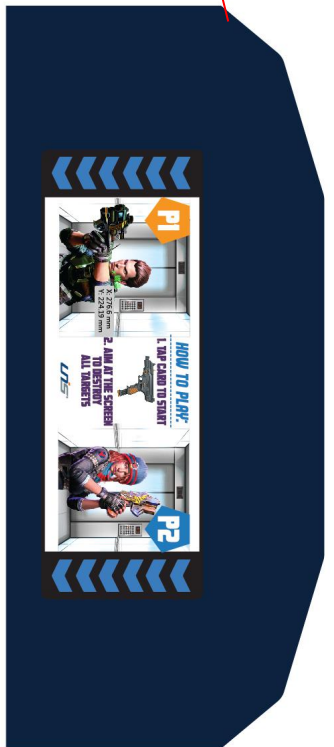 P1
X: 276.6 mm
Y: 224.19 mm
HOW TO PLAY:
1. TAP CARD TO START
2. AIM AT THE SCREEN
TO DESTROY
ALL TARGETS
UNIS
P2